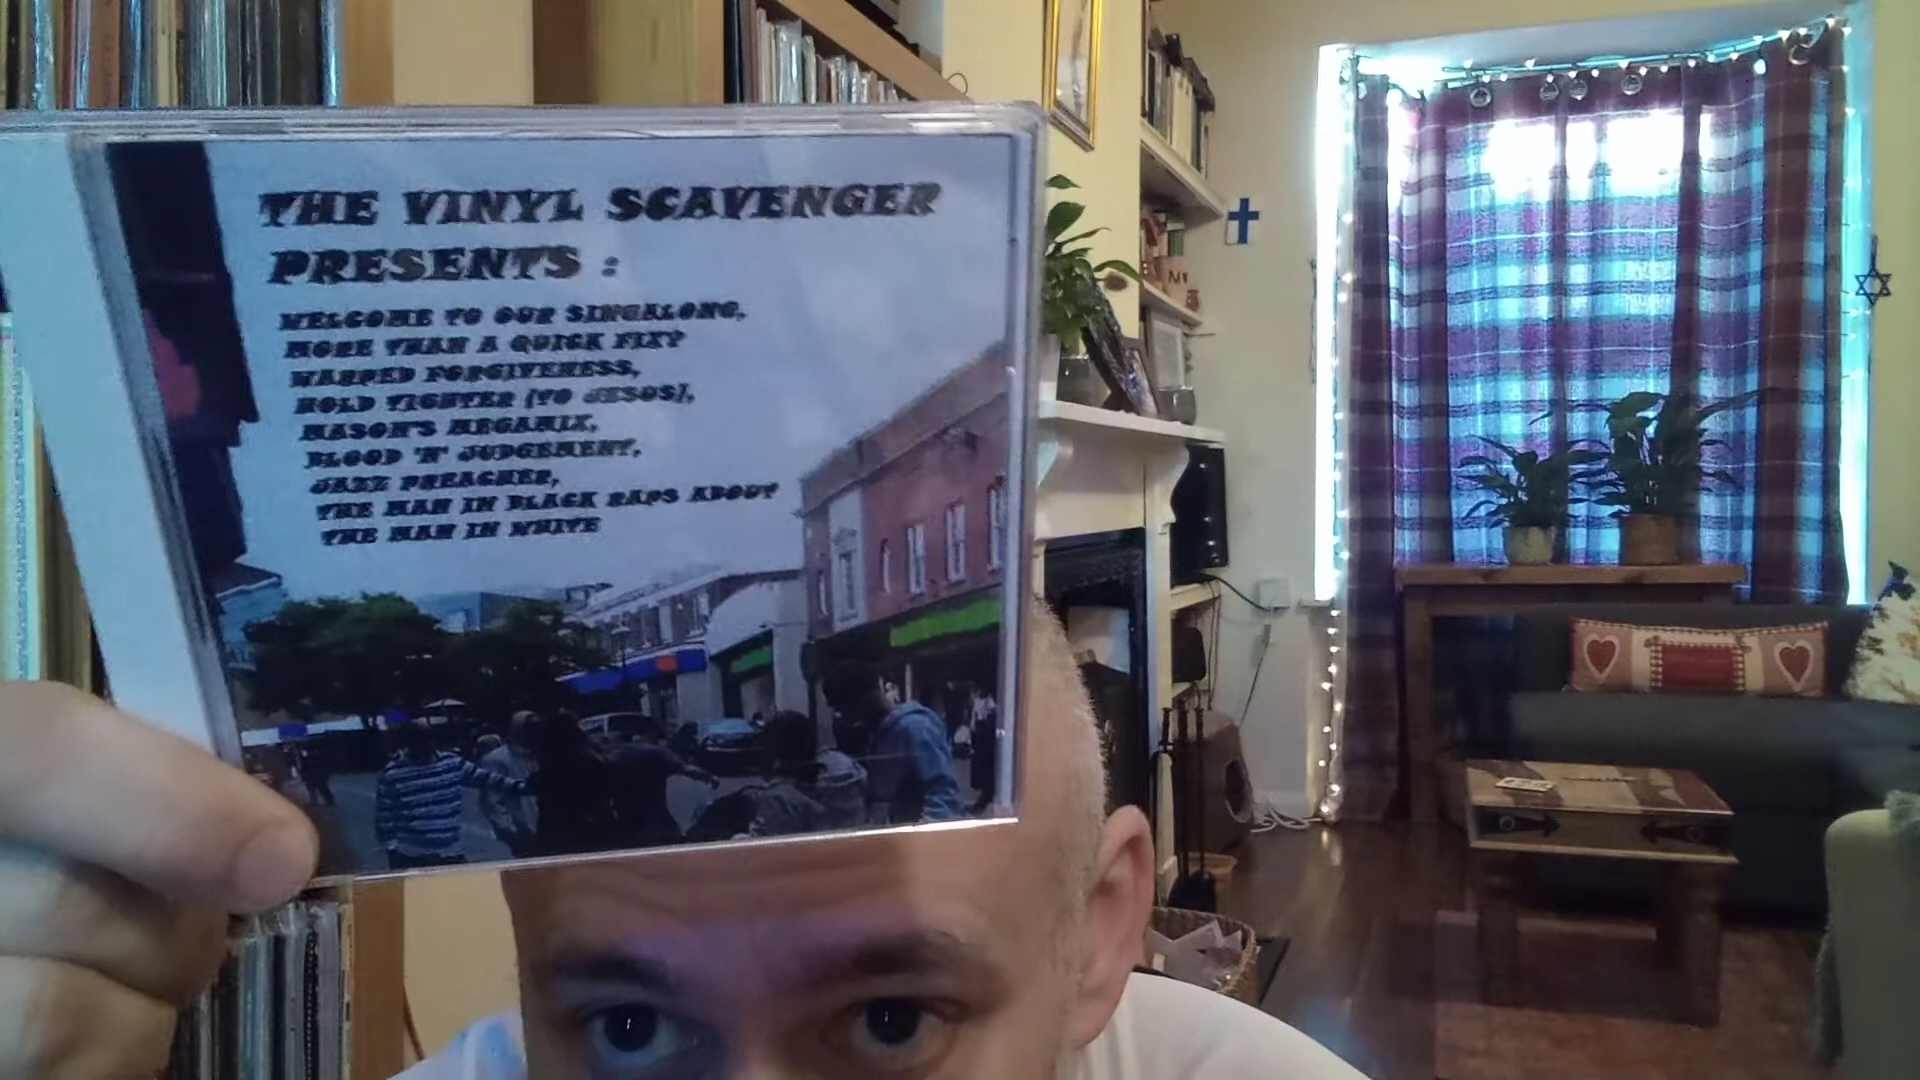 THE VINYL SCAVENGER
PRESENTS :
WELCOME TO OUR SINGALONG,
MORE THAN A QUICK FIX?
WARPED FORGIVENESS,
HOLD TIGHTER (TO JESOS),
MASON'S MEGAMIX,
BLOOD 'N' JUDGEMENT,
JAZZ PREACHER,
THE MAN IN BLACK RAPS ABOUT
THE MAN IN WHITE